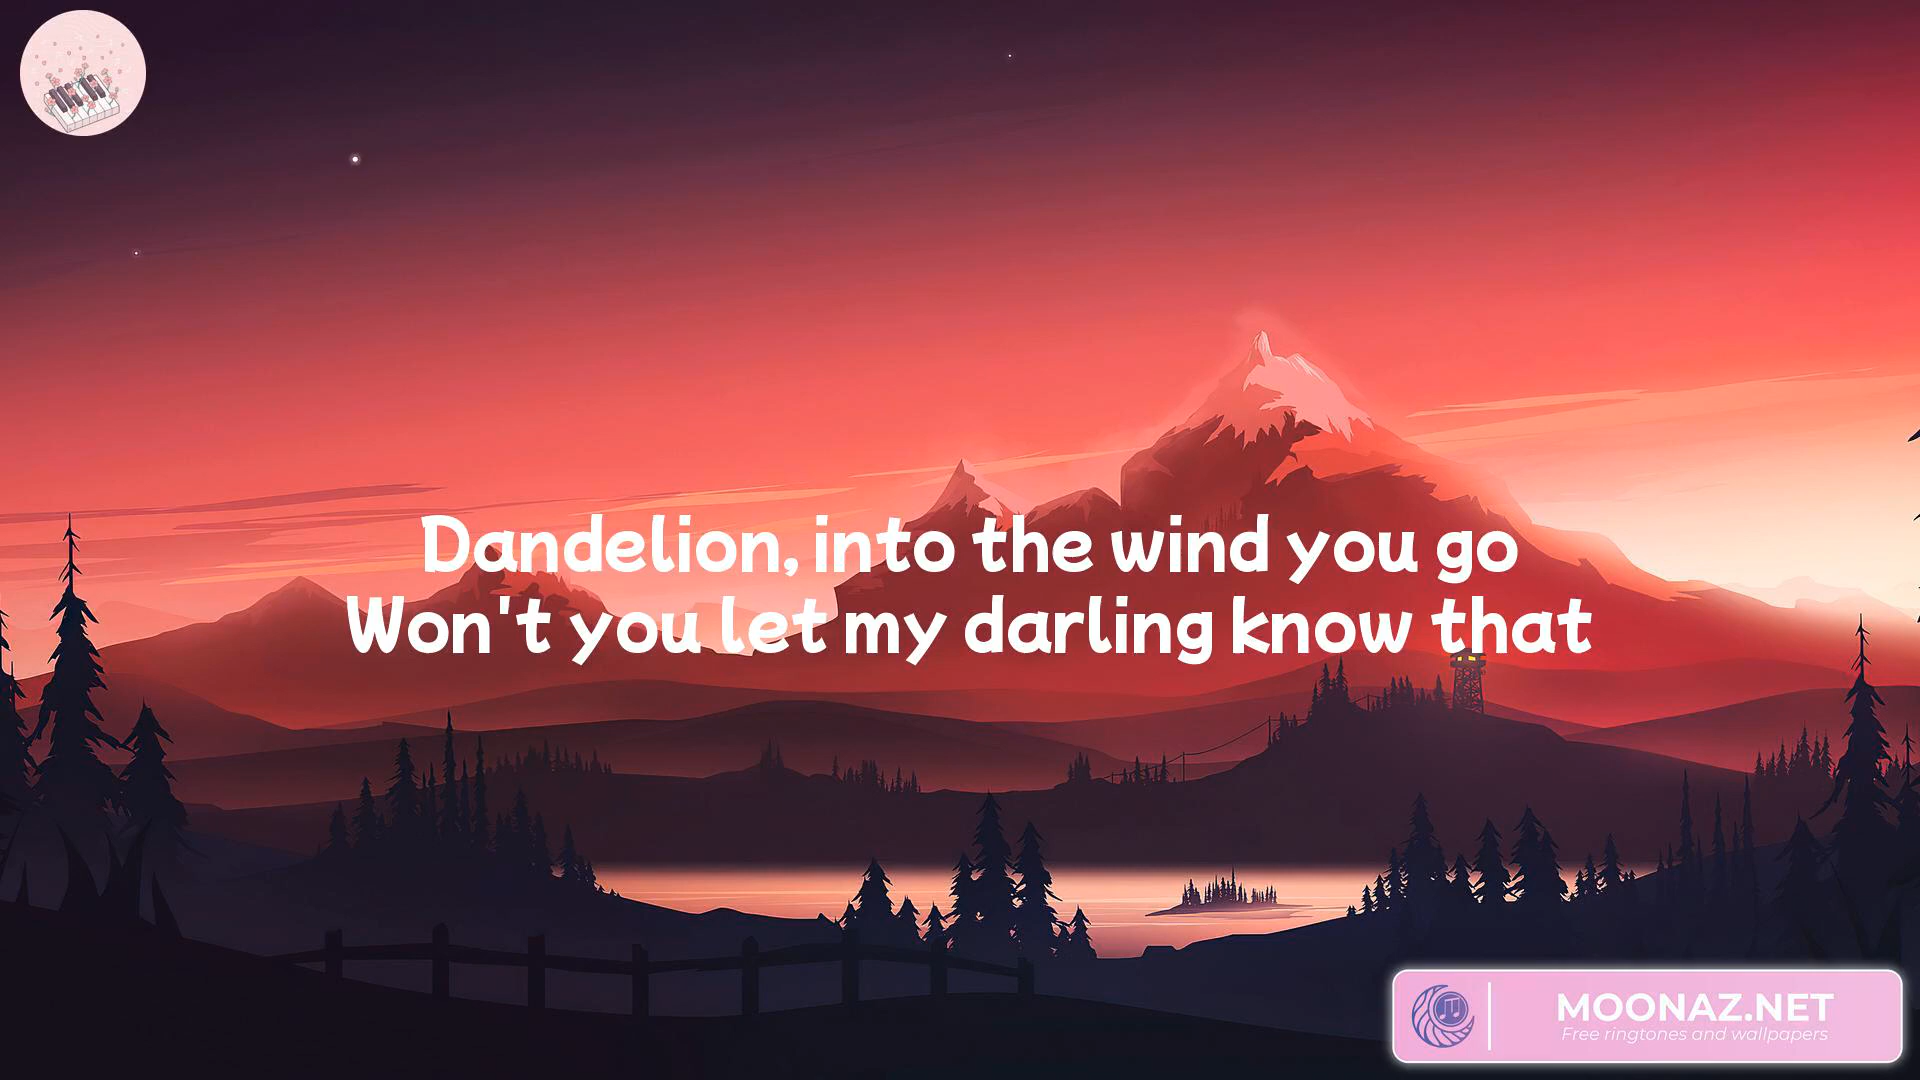 Dandelion, into the wind you go
Won't you let my darling know that
MOONAZ.NET
Free ringtones and wallpapers